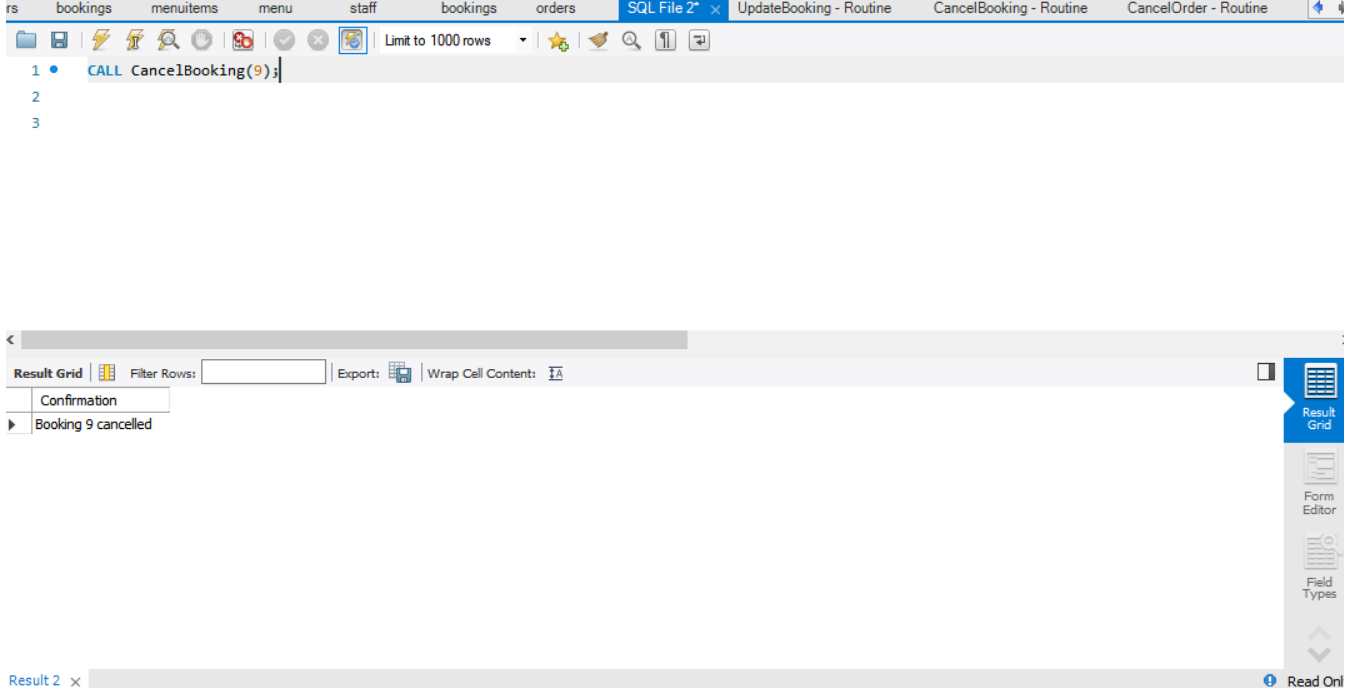 rs bookings menuitems menu staff bookings orders SQL File 2* UpdateBooking - Routine CancelBooking - Routine CancelOrder - Routine
Limit to 1000 rows
1 CALL CancelBooking(9);
2
3
Result Grid Filter Rows: Export: Wrap Cell Content:
Confirmation
Booking 9 cancelled
Result
Grid
Form
Editor
Field
Types
Result 2 Read Onl